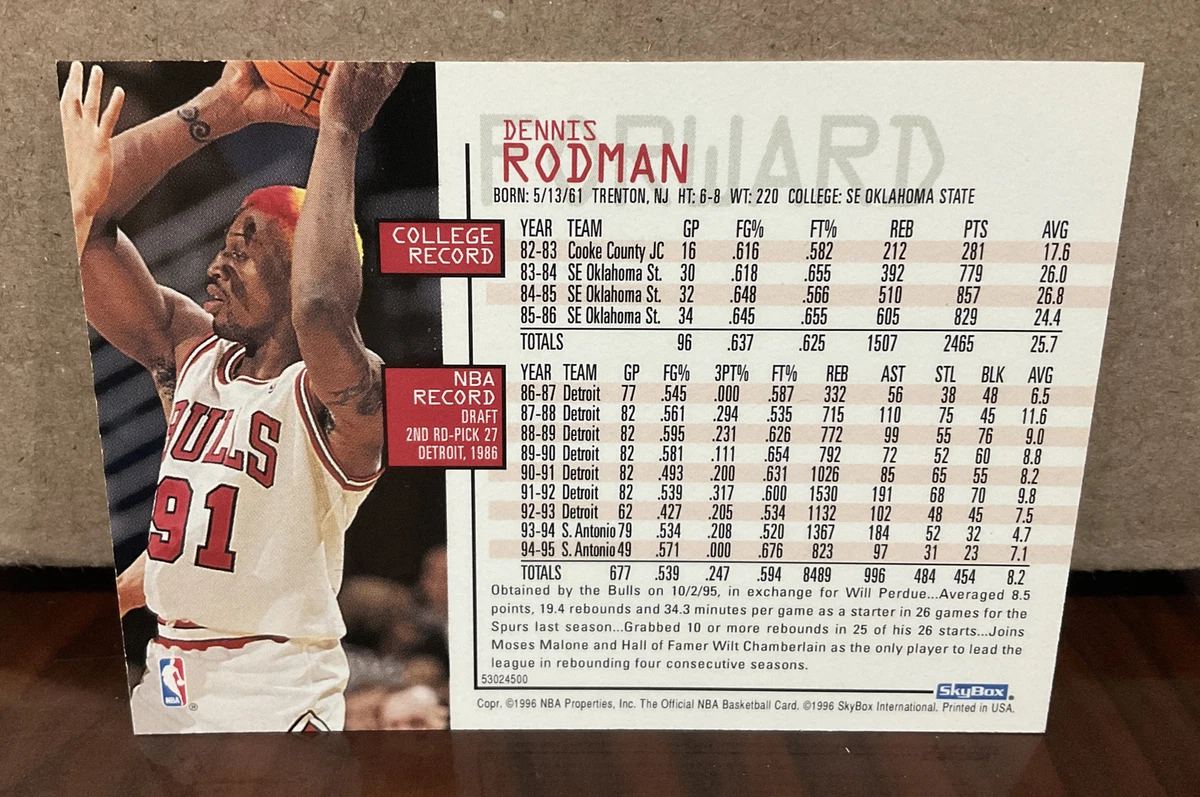 BULLS
91
NBA
®
FORWARD
DENNIS
RODMAN
BORN: 5/13/61 TRENTON, NJ HT: 6-8 WT: 220 COLLEGE: SE OKLAHOMA STATE
COLLEGE
RECORD
YEAR TEAM GP FG% FT% REB PTS AVG
82-83 Cooke County JC 16 .616 .582 212 281 17.6
83-84 SE Oklahoma St. 30 .618 .655 392 779 26.0
84-85 SE Oklahoma St. 32 .648 .566 510 857 26.8
85-86 SE Oklahoma St. 34 .645 .655 605 829 24.4
TOTALS 96 .637 .625 1507 2465 25.7
NBA
RECORD
DRAFT
2ND RD-PICK 27
DETROIT, 1986
YEAR TEAM GP FG% 3PT% FT% REB AST STL BLK AVG
86-87 Detroit 77 .545 .000 .587 332 56 38 48 6.5
87-88 Detroit 82 .561 .294 .535 715 110 75 45 11.6
88-89 Detroit 82 .595 .231 .626 772 99 55 76 9.0
89-90 Detroit 82 .581 .111 .654 792 72 52 60 8.8
90-91 Detroit 82 .493 .200 .631 1026 85 65 55 8.2
91-92 Detroit 82 .539 .317 .600 1530 191 68 70 9.8
92-93 Detroit 62 .427 .205 .534 1132 102 48 45 7.5
93-94 S. Antonio 79 .534 .208 .520 1367 184 52 32 4.7
94-95 S. Antonio 49 .571 .000 .676 823 97 31 23 7.1
TOTALS 677 .539 .247 .594 8489 996 484 454 8.2
Obtained by the Bulls on 10/2/95, in exchange for Will Perdue...Averaged 8.5
points, 19.4 rebounds and 34.3 minutes per game as a starter in 26 games for the
Spurs last season...Grabbed 10 or more rebounds in 25 of his 26 starts...Joins
Moses Malone and Hall of Famer Wilt Chamberlain as the only player to lead the
league in rebounding four consecutive seasons.
53024500
SkyBox®
Copr. ©1996 NBA Properties, Inc. The Official NBA Basketball Card. ©1996 SkyBox International. Printed in USA.